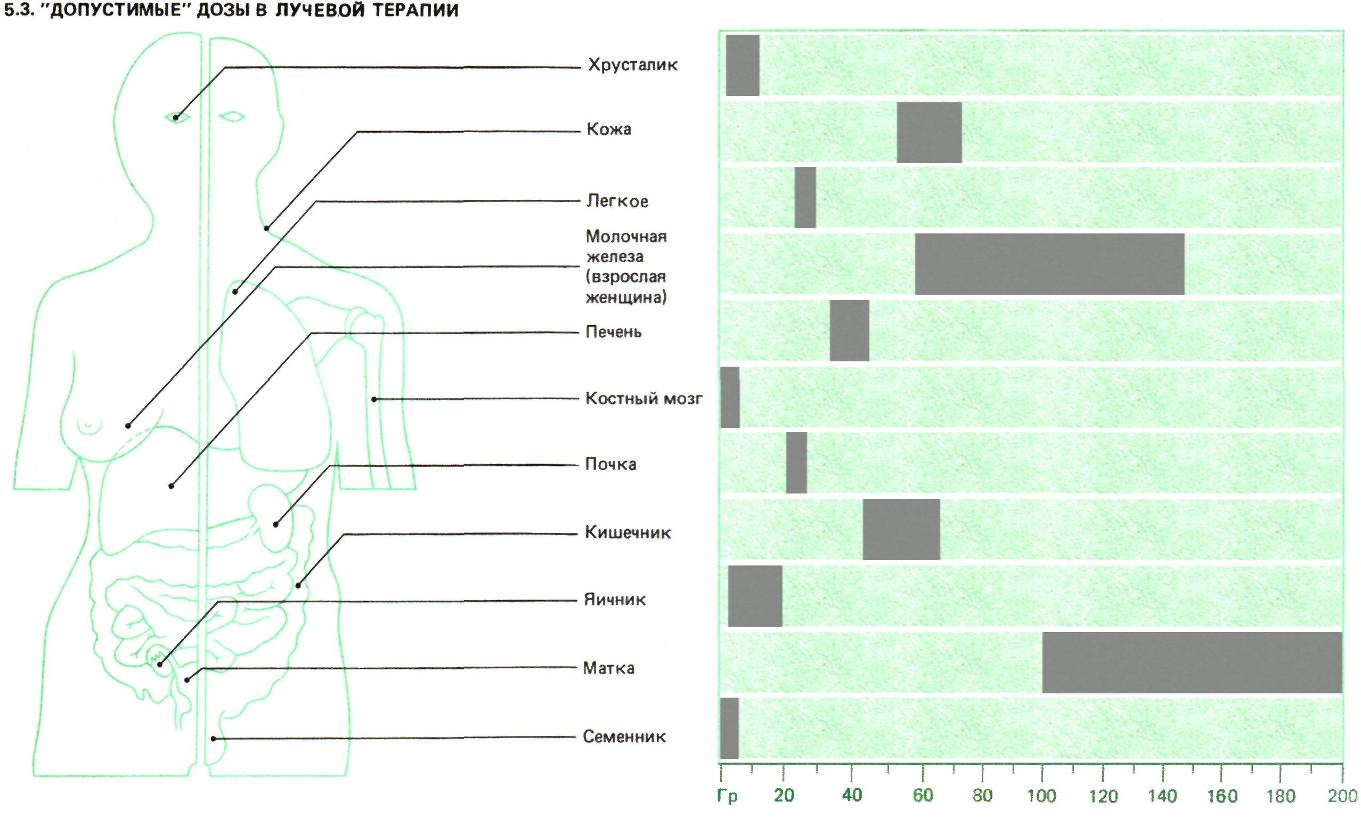 5.3. "ДОПУСТИМЫЕ" ДОЗЫ В ЛУЧЕВОЙ ТЕРАПИИ
Хрусталик
Кожа
Легкое
Молочная
железа
(взрослая
женщина)
Печень
Костный мозг
Почка
Кишечник
Яичник
Матка
Семенник
Гр 20 40 60 80 100 120 140 160 180 200